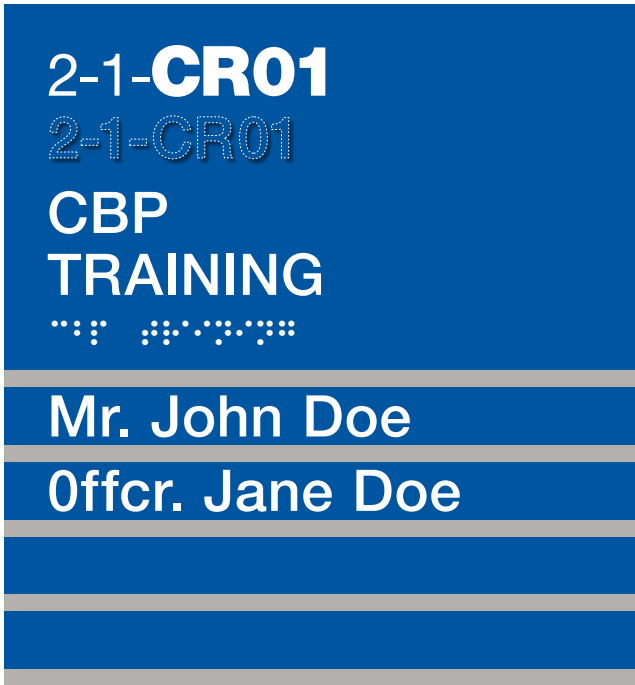 2-1-CR01
2-1-CR01
CBP
TRAINING
⠉⠃⠏ ⠞⠗⠁⠊⠝⠊⠝⠛
Mr. John Doe
0ffcr. Jane Doe